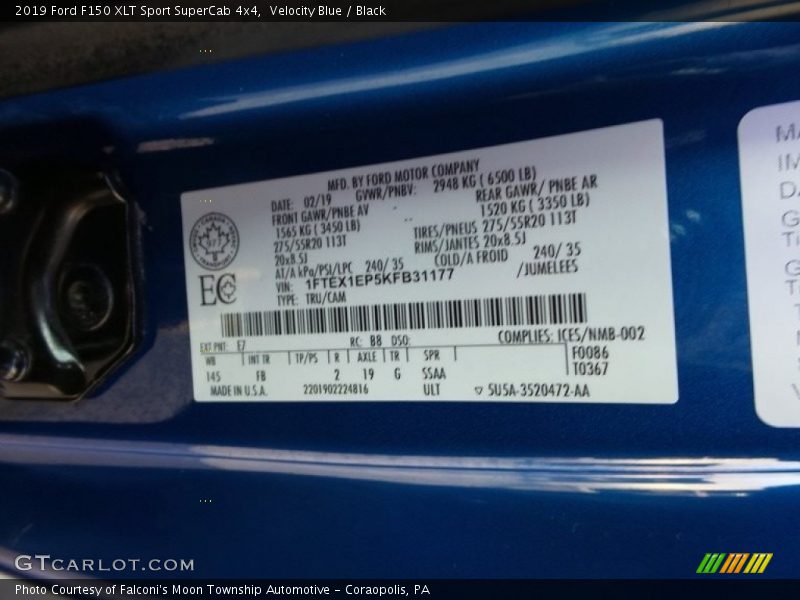 2019 Ford F150 XLT Sport SuperCab 4x4, Velocity Blue / Black
MFD. BY FORD MOTOR COMPANY
DATE: 02/19 GVWR/PNBV: 2948 KG ( 6500 LB)
FRONT GAWR/PNBE AV REAR GAWR/ PNBE AR
1565 KG ( 3450 LB) 1520 KG ( 3350 LB)
275/55R20 113T TIRES/PNEUS 275/55R20 113T
20x8.5J RIMS/JANTES 20x8.5J
AT/A kPa/PSI/LPC 240/ 35 COLD/A FROID 240/ 35
VIN: 1FTEX1EP5KFB31177 /JUMELEES
TYPE: TRU/CAM
EC
EXT PNT: E7 RC: B8 DSO: COMPLIES: ICES/NMB-002
WB INT TR TP/PS R AXLE TR SPR F0086
145 FB 2 19 G SSAA T0367
MADE IN U.S.A. 2201902224816 ULT 5U5A-3520472-AA
MA
IM
DA
GTCARLOT.COM
Photo Courtesy of Falconi's Moon Township Automotive – Coraopolis, PA